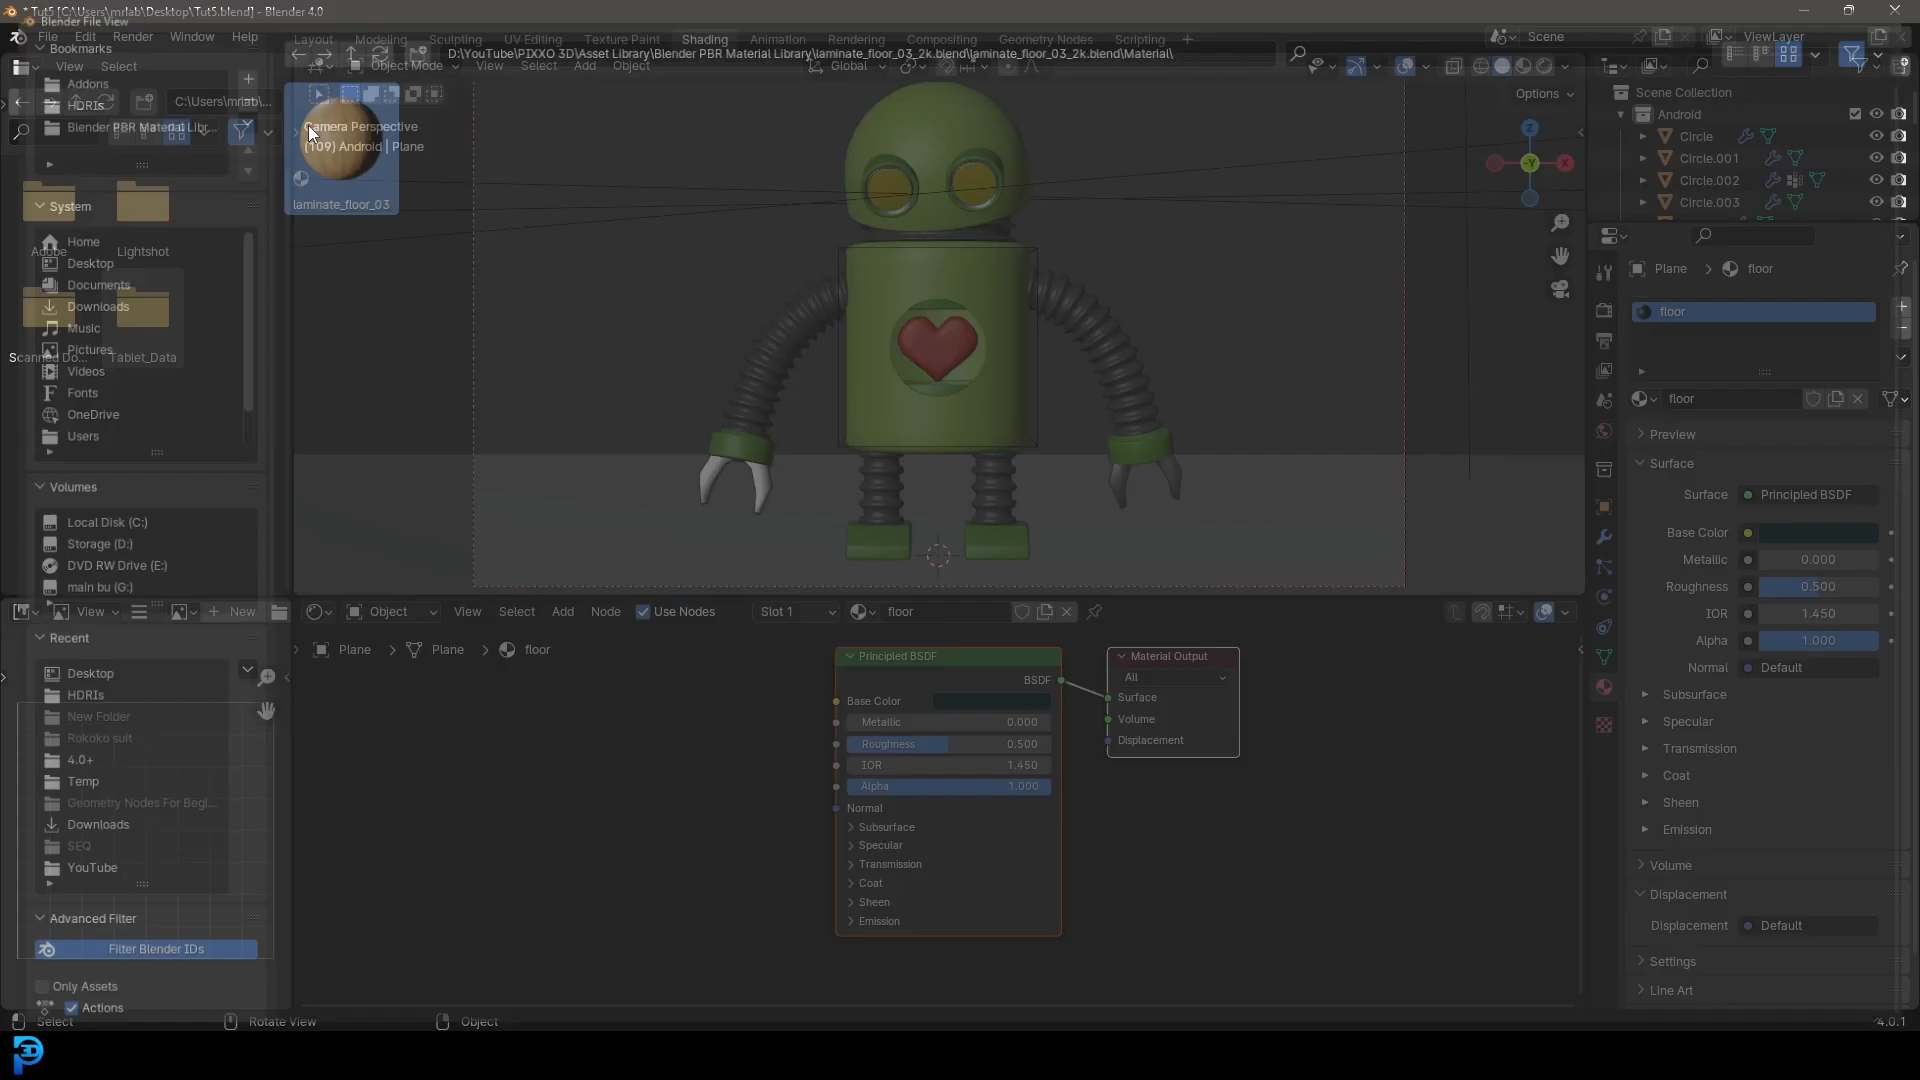 * Tut5 [C:\Users\mrlab\Desktop\Tut5.blend] - Blender 4.0
Blender File View
File Edit Render Window Help
Layout Modeling Sculpting UV Editing Texture Paint Shading Animation Rendering Compositing Geometry Nodes Scripting +
Scene
ViewLayer
Bookmarks
D:\YouTube\PIXXO 3D\Asset Library\Blender PBR Material Library\laminate_floor_03_2k.blend\laminate_floor_03_2k.blend\Material\
View Select
Object Mode View Select Add Object
Global
Addons
HDRIs
C:\Users\mrlab\...
Blender PBR Material Libr...
Options
Camera Perspective
(109) Android | Plane
laminate_floor_03
Scene Collection
Android
Circle
Circle.001
Circle.002
Circle.003
System
Home
Adobe
Lightshot
Desktop
Documents
Downloads
Music
Pictures
Scanned Do...
Tablet_Data
Videos
Fonts
OneDrive
Users
Volumes
Local Disk (C:)
Storage (D:)
DVD RW Drive (E:)
main bu (G:)
View
New
Recent
Desktop
HDRIs
New Folder
Rokoko suit
4.0+
Temp
Geometry Nodes For Begi...
Downloads
SEQ
YouTube
Advanced Filter
Filter Blender IDs
Only Assets
Actions
Object View Select Add Node Use Nodes Slot 1 floor
Plane Plane floor
Principled BSDF
BSDF
Base Color
Metallic 0.000
Roughness 0.500
IOR 1.450
Alpha 1.000
Normal
Subsurface
Specular
Transmission
Coat
Sheen
Emission
Material Output
All
Surface
Volume
Displacement
Plane floor
floor
floor
Preview
Surface
Surface Principled BSDF
Base Color
Metallic 0.000
Roughness 0.500
IOR 1.450
Alpha 1.000
Normal Default
Subsurface
Specular
Transmission
Coat
Sheen
Emission
Volume
Displacement
Displacement Default
Settings
Line Art
Select Rotate View Object
4.0.1